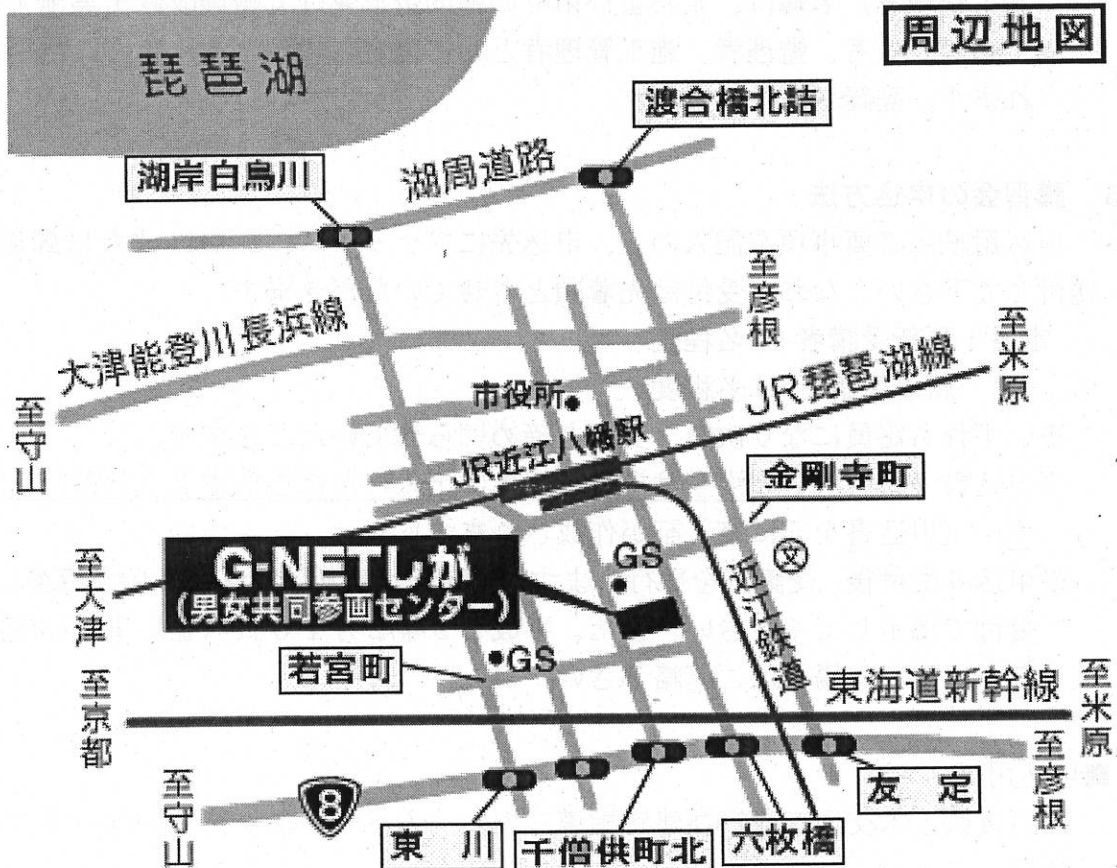 周辺地図
琵琶湖
渡合橋北詰
湖岸白鳥川
湖周道路
至彦根
至米原
大津能登川長浜線
至守山
市役所
JR琵琶湖線
JR近江八幡駅
金剛寺町
G-NETしが
(男女共同参画センター)
GS
文
近江鉄道
至大津
若宮町
GS
東海道新幹線
至京都
至米原
至彦根
至守山
8
東川
千僧供町北
六枚橋
友定